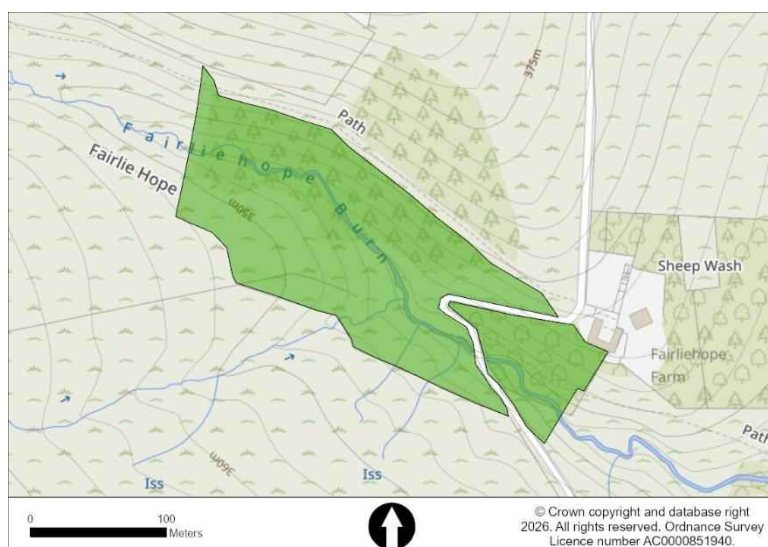 375m
Path
Fairliehope Burn
Fairlie Hope
350m
Sheep Wash
Fairliehope
Farm
Path
360m
Iss
Iss
0 100
Meters
© Crown copyright and database right
2026. All rights reserved. Ordnance Survey
Licence number AC0000851940.